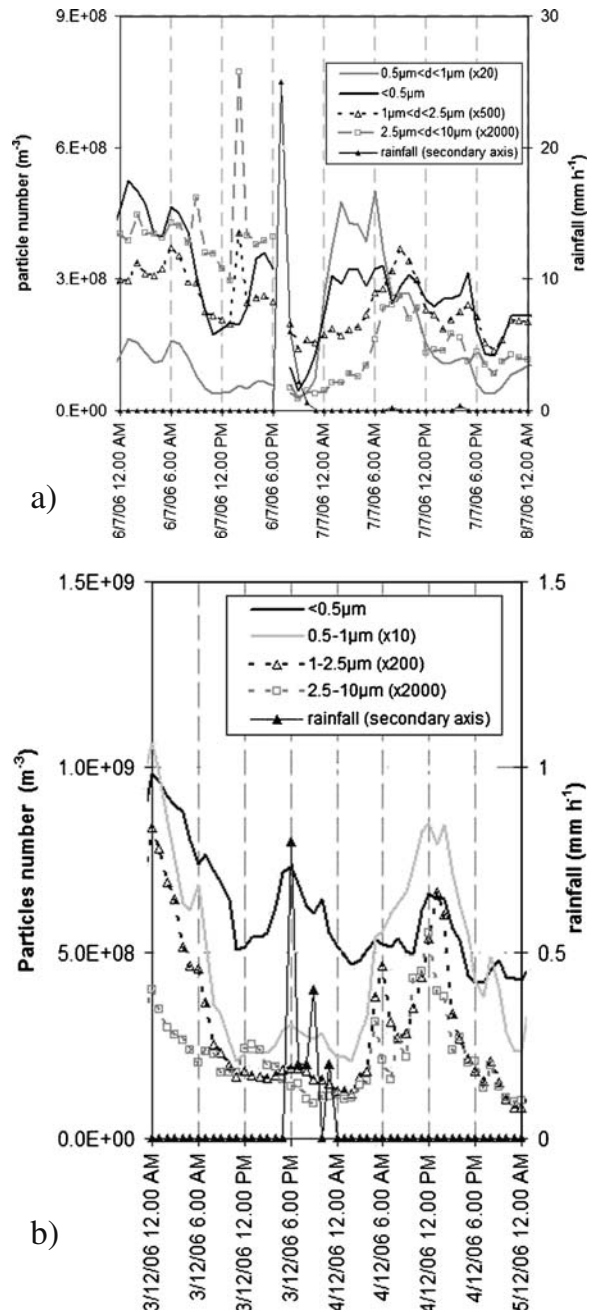 9.E+08
6.E+08
3.E+08
0.E+00
particle number (m⁻³)
30
20
10
0
rainfall (mm h⁻¹)
0.5µm<d<1µm (x20)
<0.5µm
1µm<d<2.5µm (x500)
2.5µm<d<10µm (x2000)
rainfall (secondary axis)
6/7/06 12.00 AM
6/7/06 6.00 AM
6/7/06 12.00 PM
6/7/06 6.00 PM
7/7/06 12.00 AM
7/7/06 6.00 AM
7/7/06 12.00 PM
7/7/06 6.00 PM
8/7/06 12.00 AM
a)
1.5E+09
1.0E+09
5.0E+08
0.0E+00
Particles number (m⁻³)
1.5
1
0.5
0
rainfall (mm h⁻¹)
<0.5µm
0.5-1µm (x10)
1-2.5µm (x200)
2.5-10µm (x2000)
rainfall (secondary axis)
3/12/06 12.00 AM
3/12/06 6.00 AM
3/12/06 12.00 PM
3/12/06 6.00 PM
4/12/06 12.00 AM
4/12/06 6.00 AM
4/12/06 12.00 PM
4/12/06 6.00 PM
5/12/06 12.00 AM
b)